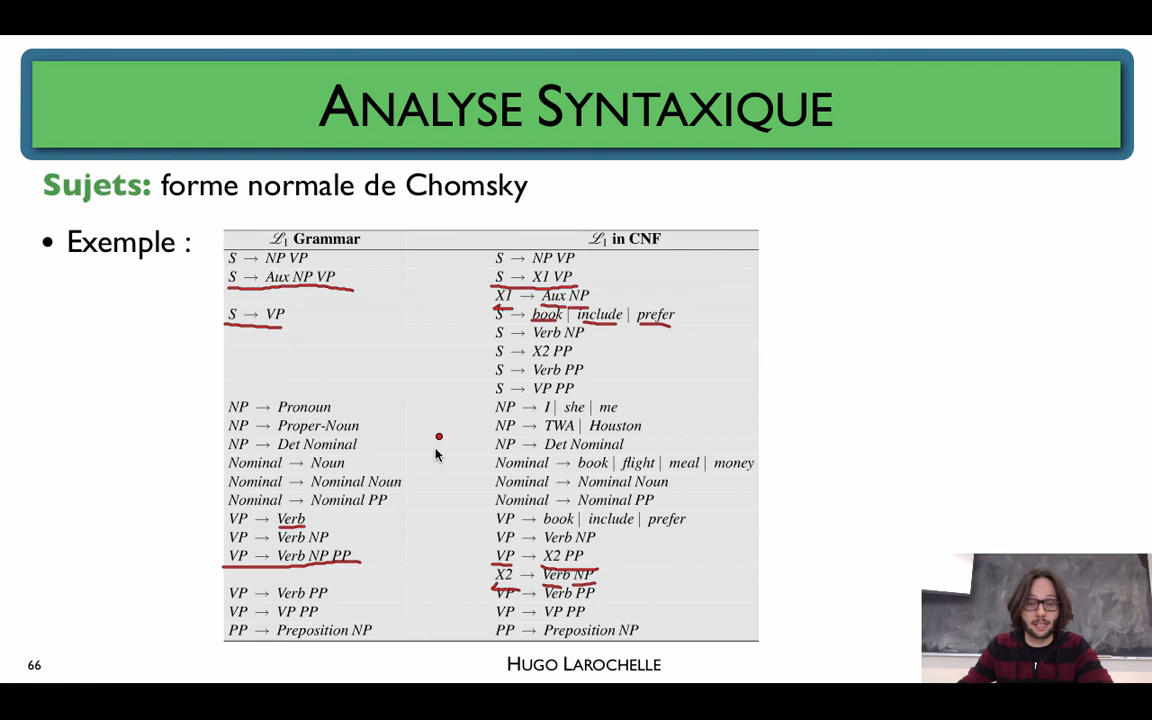 ANALYSE SYNTAXIQUE
Sujets: forme normale de Chomsky
• Exemple :
ℒ1 Grammar ℒ1 in CNF
S → NP VP S → NP VP
S → Aux NP VP S → X1 VP
X1 → Aux NP
S → VP S → book | include | prefer
S → Verb NP
S → X2 PP
S → Verb PP
S → VP PP
NP → Pronoun NP → I | she | me
NP → Proper-Noun NP → TWA | Houston
NP → Det Nominal NP → Det Nominal
Nominal → Noun Nominal → book | flight | meal | money
Nominal → Nominal Noun Nominal → Nominal Noun
Nominal → Nominal PP Nominal → Nominal PP
VP → Verb VP → book | include | prefer
VP → Verb NP VP → Verb NP
VP → Verb NP PP VP → X2 PP
X2 → Verb NP
VP → Verb PP VP → Verb PP
VP → VP PP VP → VP PP
PP → Preposition NP PP → Preposition NP
66 HUGO LAROCHELLE